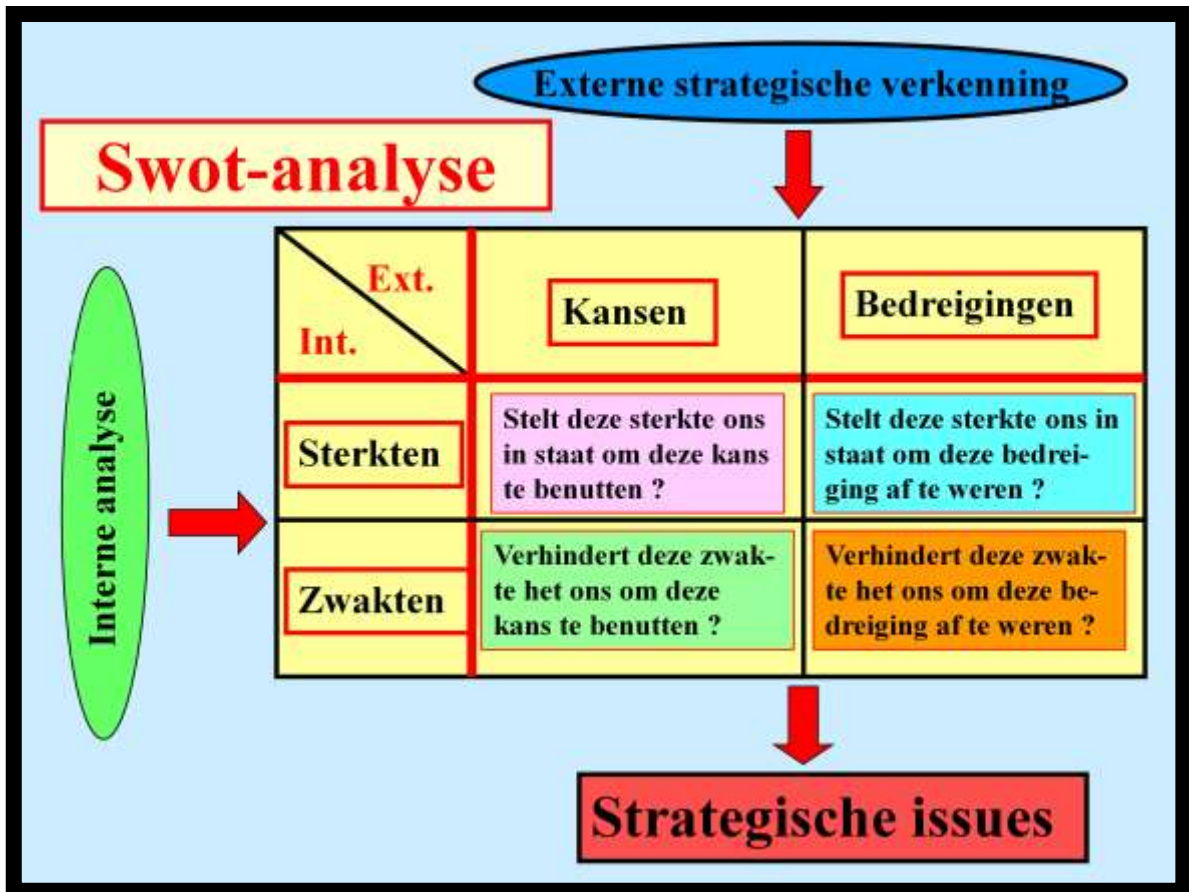 Externe strategische verkenning
Swot-analyse
Ext.
Int.
Kansen
Bedreigingen
Interne analyse
Sterkten
Stelt deze sterkte ons
in staat om deze kans
te benutten ?
Stelt deze sterkte ons in
staat om deze bedrei-
ging af te weren ?
Zwakten
Verhindert deze zwak-
te het ons om deze
kans te benutten ?
Verhindert deze zwak-
te het ons om deze be-
dreiging af te weren ?
Strategische issues